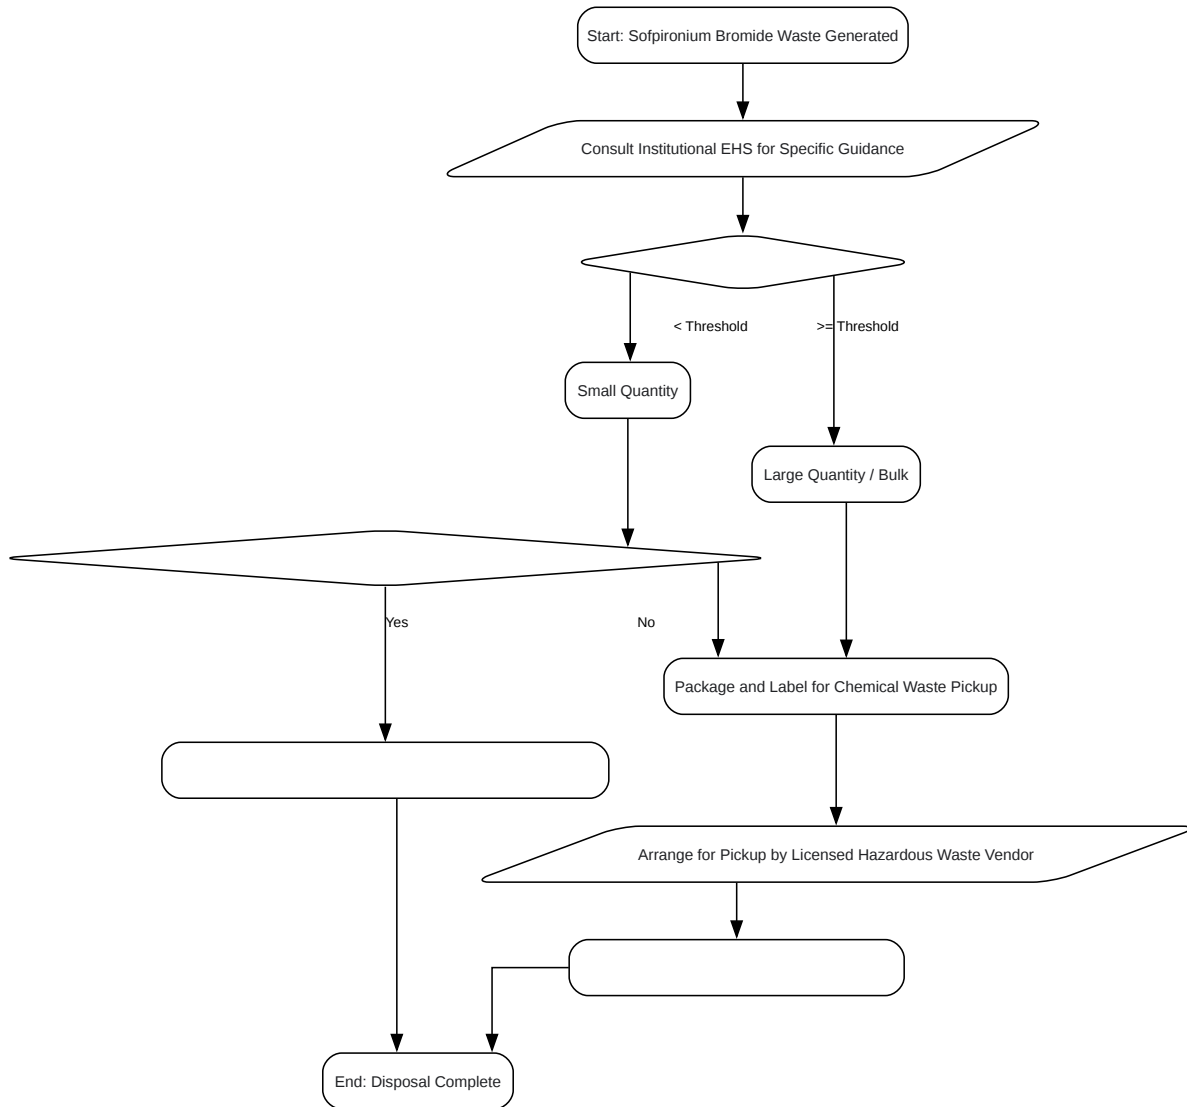 Start: Sofpironium Bromide Waste Generated
Consult Institutional EHS for Specific Guidance
< Threshold
>= Threshold
Small Quantity
Large Quantity / Bulk
Yes
No
Package and Label for Chemical Waste Pickup
Arrange for Pickup by Licensed Hazardous Waste Vendor
End: Disposal Complete